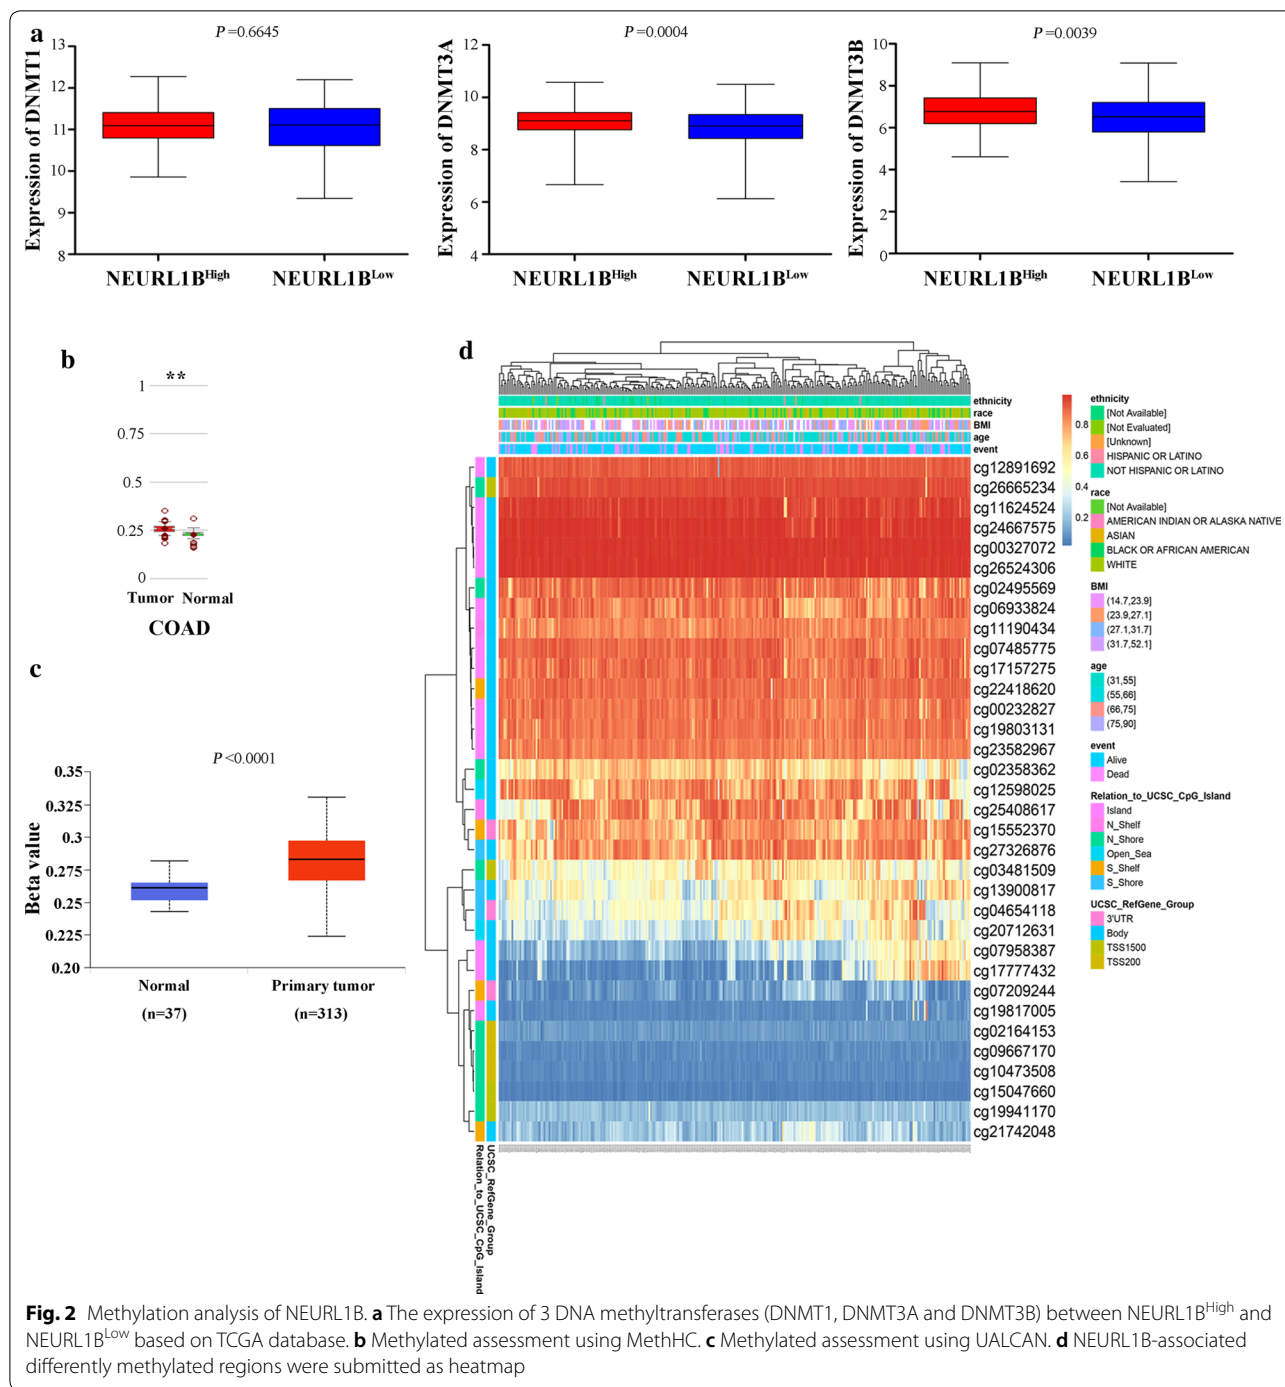 a
P =0.6645
Expression of DNMT1
13
12
11
10
9
8
NEURL1BHigh
NEURL1BLow
P =0.0004
Expression of DNMT3A
12
10
8
6
4
NEURL1BHigh
NEURL1BLow
P =0.0039
Expression of DNMT3B
10
8
6
4
2
0
NEURL1BHigh
NEURL1BLow
b
**
1
0.75
0.5
0.25
0
Tumor Normal
COAD
c
P <0.0001
Beta value
0.35
0.325
0.3
0.275
0.25
0.225
0.20
Normal
(n=37)
Primary tumor
(n=313)
d
ethnicity
race
BMI
age
event
cg12891692
cg26665234
cg11624524
cg24667575
cg00327072
cg26524306
cg02495569
cg06933824
cg11190434
cg07485775
cg17157275
cg22418620
cg00232827
cg19803131
cg23582967
cg02358362
cg12598025
cg25408617
cg15552370
cg27326876
cg03481509
cg13900817
cg04654118
cg20712631
cg07958387
cg17777432
cg07209244
cg19817005
cg02164153
cg09667170
cg10473508
cg15047660
cg19941170
cg21742048
UCSC_RefGene_Group
Relation_to_UCSC_CpG_Island
0.8
0.6
0.4
0.2
ethnicity
[Not Available]
[Not Evaluated]
[Unknown]
HISPANIC OR LATINO
NOT HISPANIC OR LATINO
race
[Not Available]
AMERICAN INDIAN OR ALASKA NATIVE
ASIAN
BLACK OR AFRICAN AMERICAN
WHITE
BMI
(14.7,23.9]
(23.9,27.1]
(27.1,31.7]
(31.7,52.1]
age
(31,55]
(55,66]
(66,75]
(75,90]
event
Alive
Dead
Relation_to_UCSC_CpG_Island
Island
N_Shelf
N_Shore
Open_Sea
S_Shelf
S_Shore
UCSC_RefGene_Group
3'UTR
Body
TSS1500
TSS200
Fig. 2 Methylation analysis of NEURL1B. a The expression of 3 DNA methyltransferases (DNMT1, DNMT3A and DNMT3B) between NEURL1BHigh and
NEURL1BLow based on TCGA database. b Methylated assessment using MethHC. c Methylated assessment using UALCAN. d NEURL1B-associated
differently methylated regions were submitted as heatmap